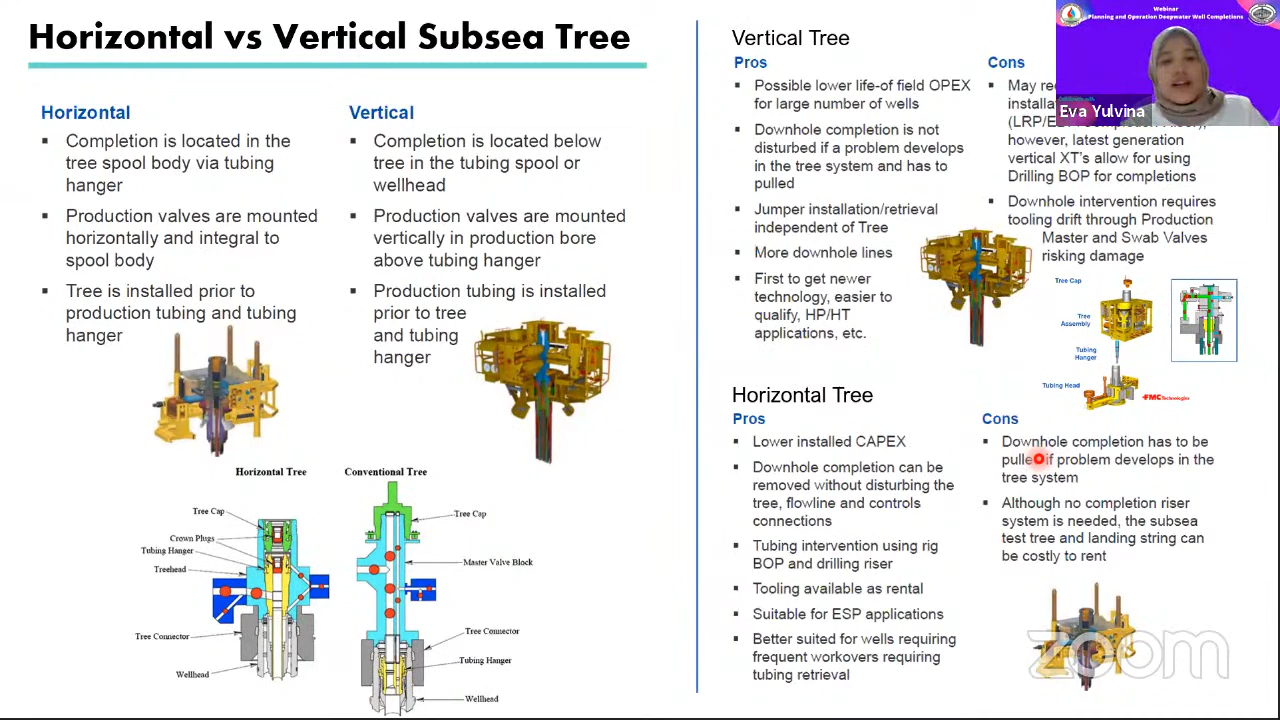 Horizontal vs Vertical Subsea Tree
Horizontal
Completion is located in the
tree spool body via tubing
hanger
Production valves are mounted
horizontally and integral to
spool body
Tree is installed prior to
production tubing and tubing
hanger
Vertical
Completion is located below
tree in the tubing spool or
wellhead
Production valves are mounted
vertically in production bore
above tubing hanger
Production tubing is installed
prior to tree
and tubing
hanger
Horizontal Tree
Tree Cap
Crown Plugs
Tubing Hanger
Treehead
Tree Connector
Wellhead
Conventional Tree
Tree Cap
Master Valve Block
Tree Connector
Tubing Hanger
Wellhead
Vertical Tree
Pros
Possible lower life-of field OPEX
for large number of wells
Downhole completion is not
disturbed if a problem develops
in the tree system and has to
pulled
Jumper installation/retrieval
independent of Tree
More downhole lines
First to get newer
technology, easier to
qualify, HP/HT
applications, etc.
Cons
May
however, latest generation
vertical XT's allow for using
Drilling BOP for completions
Downhole intervention requires
tooling drift through Production
Master and Swab Valves
risking damage
Tree Cap
Tree
Assembly
Tubing
Hanger
Tubing Head
FMC Technologies
Horizontal Tree
Pros
Lower installed CAPEX
Downhole completion can be
removed without disturbing the
tree, flowline and controls
connections
Tubing intervention using rig
BOP and drilling riser
Tooling available as rental
Suitable for ESP applications
Better suited for wells requiring
frequent workovers requiring
tubing retrieval
Cons
Downhole completion has to be
if problem develops in the
tree system
Although no completion riser
system is needed, the subsea
test tree and landing string can
be costly to rent
Webinar
Planning and Operation Deepwater Well Completions
Eva Yulvina
zoom